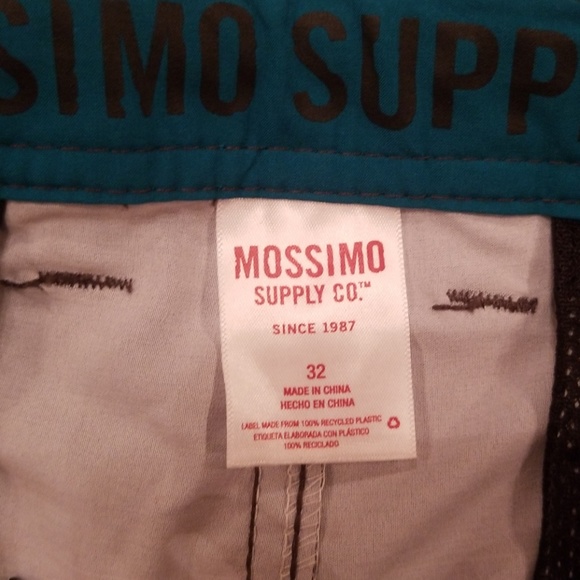 SSIMO SUPP
MOSSIMO
SUPPLY CO.™
SINCE 1987
32
MADE IN CHINA
HECHO EN CHINA
LABEL MADE FROM 100% RECYCLED PLASTIC
ETIQUETA ELABORADA CON PLÁSTICO
100% RECICLADO